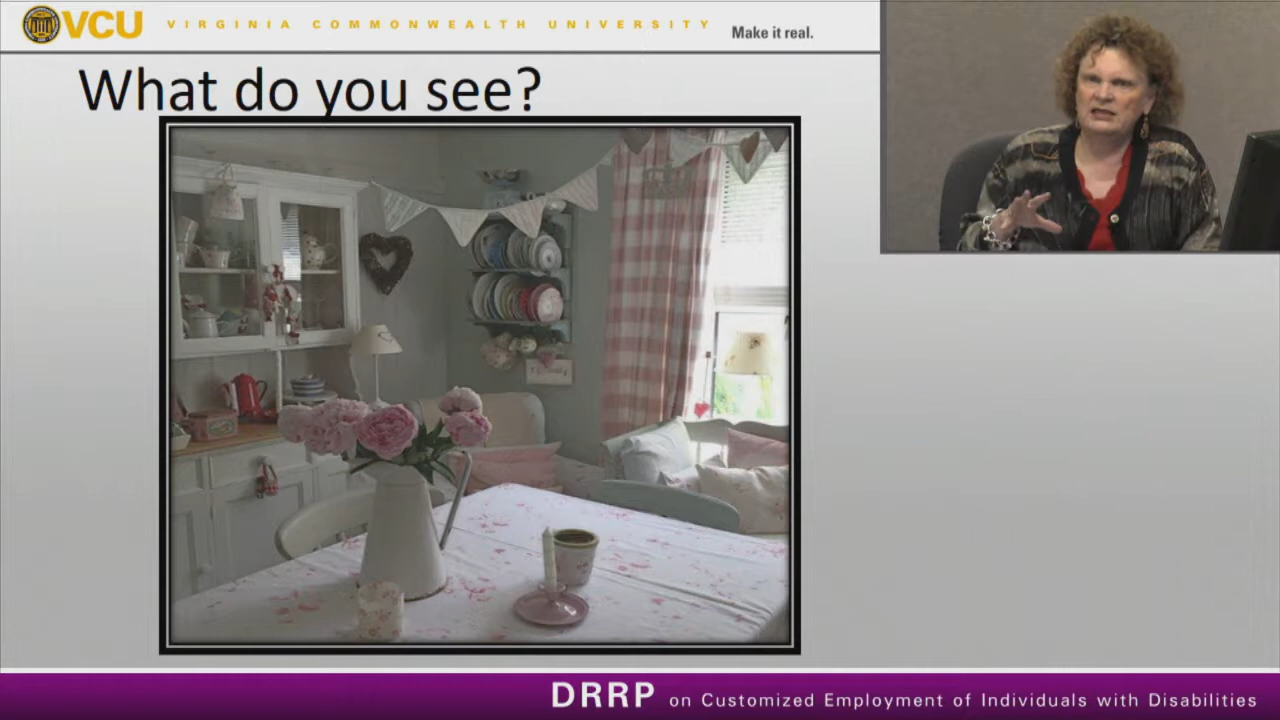 VCU
VIRGINIA COMMONWEALTH UNIVERSITY
Make it real.
What do you see?
DRRP on Customized Employment of Individuals with Disabilities